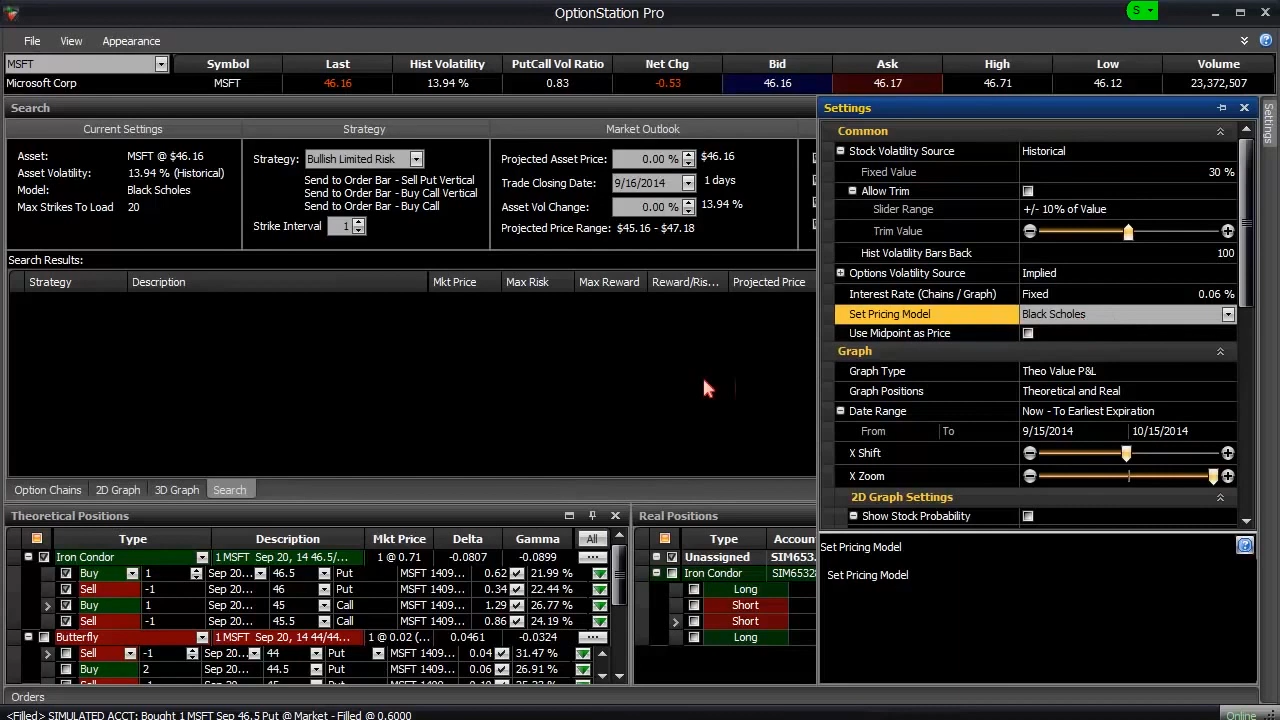 OptionStation Pro
S
File View Appearance
MSFT Symbol Last Hist Volatility PutCall Vol Ratio Net Chg Bid Ask High Low Volume
Microsoft Corp MSFT 46.16 13.94 % 0.83 -0.53 46.16 46.17 46.71 46.12 23,372,507
Search
Current Settings Strategy Market Outlook
Asset: MSFT @ $46.16
Asset Volatility: 13.94 % (Historical)
Model: Black Scholes
Max Strikes To Load 20
Strategy: Bullish Limited Risk
Send to Order Bar - Sell Put Vertical
Send to Order Bar - Buy Call Vertical
Send to Order Bar - Buy Call
Strike Interval 1
Projected Asset Price: 0.00 % $46.16
Trade Closing Date: 9/16/2014 1 days
Asset Vol Change: 0.00 % 13.94 %
Projected Price Range: $45.16 - $47.18
Search Results:
Strategy Description Mkt Price Max Risk Max Reward Reward/Ris... Projected Price
Option Chains 2D Graph 3D Graph Search
Settings
Settings
Common
Stock Volatility Source Historical
Fixed Value 30 %
Allow Trim
Slider Range +/- 10% of Value
Trim Value
Hist Volatility Bars Back 100
Options Volatility Source Implied
Interest Rate (Chains / Graph) Fixed 0.06 %
Set Pricing Model Black Scholes
Use Midpoint as Price
Graph
Graph Type Theo Value P&L
Graph Positions Theoretical and Real
Date Range Now - To Earliest Expiration
From To 9/15/2014 10/15/2014
X Shift
X Zoom
2D Graph Settings
Show Stock Probability
Set Pricing Model
Set Pricing Model
Theoretical Positions
Type Description Mkt Price Delta Gamma All
Iron Condor 1 MSFT Sep 20, 14 46.5/... 1 @ 0.71 -0.0807 -0.0999 ...
Buy 1 Sep 20... 46.5 Put MSFT 1409... 0.62 21.99 %
Sell -1 Sep 20... 46 Put MSFT 1409... 0.34 22.44 %
Buy 1 Sep 20... 45 Call MSFT 1409... 1.29 26.77 %
Sell -1 Sep 20... 45.5 Call MSFT 1409... 0.86 24.19 %
Butterfly 1 MSFT Sep 20, 14 44/44... 1 @ 0.02 (... 0.0461 -0.0324 ...
Sell -1 Sep 20... 44 Put MSFT 1409... 0.04 31.47 %
Buy 2 Sep 20... 44.5 Put MSFT 1409... 0.06 26.91 %
Real Positions
Type Accoun
Unassigned SIM653
Iron Condor SIM6532
Long
Short
Short
Long
Orders
<Filled> SIMULATED ACCT: Bought 1 MSFT Sep 46.5 Put @ Market - Filled @ 0.6000
Online